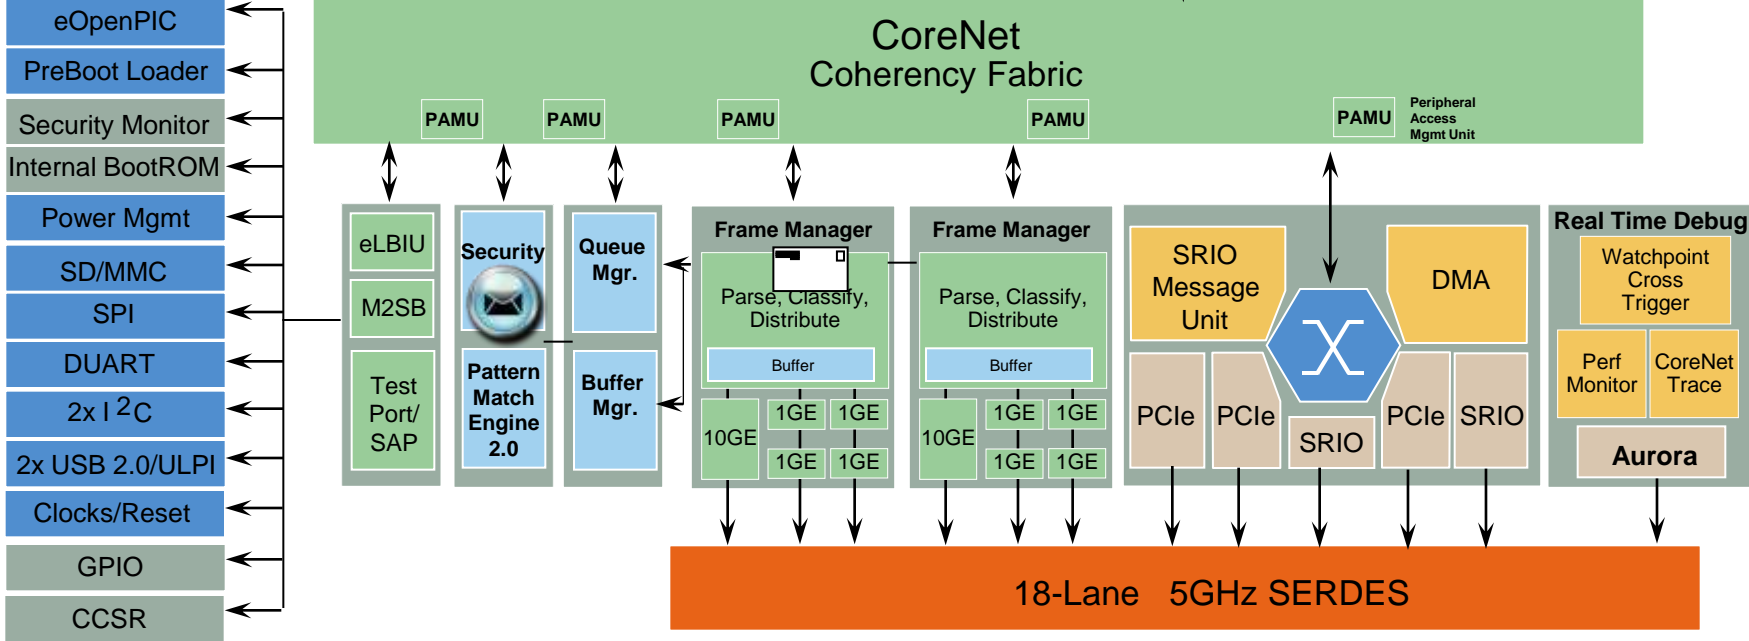 eOpenPIC
PreBoot Loader
Security Monitor
Internal BootROM
Power Mgmt
SD/MMC
SPI
DUART
2x I 2C
2x USB 2.0/ULPI
Clocks/Reset
GPIO
CCSR
CoreNet
Coherency Fabric
PAMU
PAMU
PAMU
PAMU
PAMU
Peripheral
Access
Mgmt Unit
eLBIU
M2SB
Test
Port/
SAP
Security
Pattern
Match
Engine
2.0
Queue
Mgr.
Buffer
Mgr.
Frame Manager
Parse, Classify,
Distribute
Buffer
10GE
1GE
1GE
1GE
1GE
Frame Manager
Parse, Classify,
Distribute
Buffer
10GE
1GE
1GE
1GE
1GE
SRIO
Message
Unit
DMA
PCIe
PCIe
SRIO
PCIe
SRIO
Real Time Debug
Watchpoint
Cross
Trigger
Perf
Monitor
CoreNet
Trace
Aurora
18-Lane 5GHz SERDES